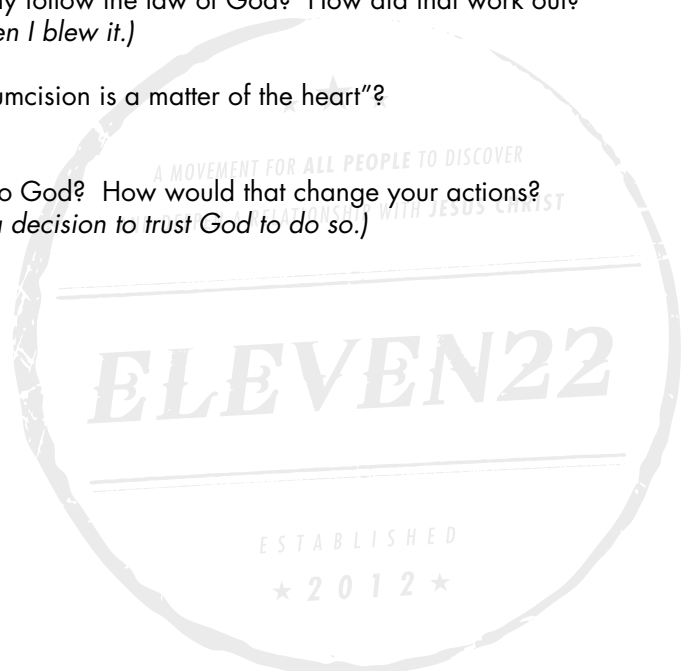 y follow the law of God? How did that work out?
en I blew it.)
umcision is a matter of the heart”?
A MOVEMENT FOR ALL PEOPLE TO DISCOVER
o God? How would that change your actions?
RELATIONSHIP WITH JESUS CHRIST
a decision to trust God to do so.)
ELEVEN22
ESTABLISHED
★ 2012 ★